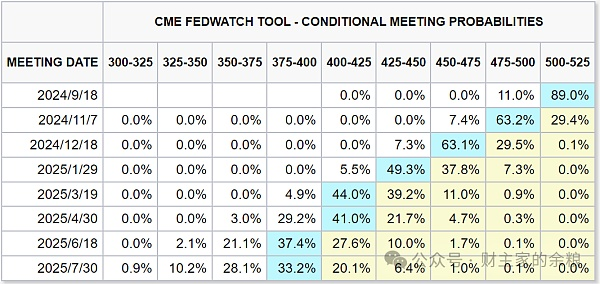 CME FEDWATCH TOOL - CONDITIONAL MEETING PROBABILITIES
MEETING DATE 300-325 325-350 350-375 375-400 400-425 425-450 450-475 475-500 500-525
2024/9/18 0.0% 0.0% 0.0% 11.0% 89.0%
2024/11/7 0.0% 0.0% 0.0% 0.0% 0.0% 0.0% 7.4% 63.2% 29.4%
2024/12/18 0.0% 0.0% 0.0% 0.0% 0.0% 7.3% 63.1% 29.5% 0.1%
2025/1/29 0.0% 0.0% 0.0% 0.0% 5.5% 49.3% 37.8% 7.3% 0.0%
2025/3/19 0.0% 0.0% 0.0% 4.9% 44.0% 39.2% 11.0% 0.9% 0.0%
2025/4/30 0.0% 0.0% 3.0% 29.2% 41.0% 21.7% 4.7% 0.3% 0.0%
2025/6/18 0.0% 2.1% 21.1% 37.4% 27.6% 10.0% 1.7% 0.1% 0.0%
2025/7/30 0.9% 10.2% 28.1% 33.2% 20.1% 6.4% 1.0% 0.1% 0.0%
公众号 · 财主家的余粮